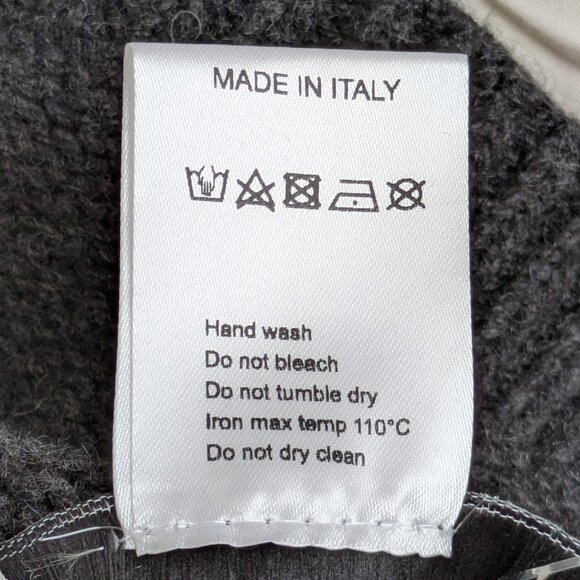 MADE IN ITALY
Hand wash
Do not bleach
Do not tumble dry
Iron max temp 110°C
Do not dry clean